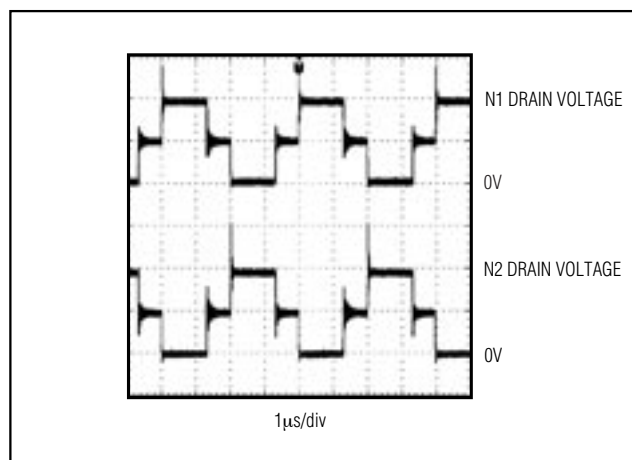 N1 DRAIN VOLTAGE
0V
N2 DRAIN VOLTAGE
0V
1μs/div